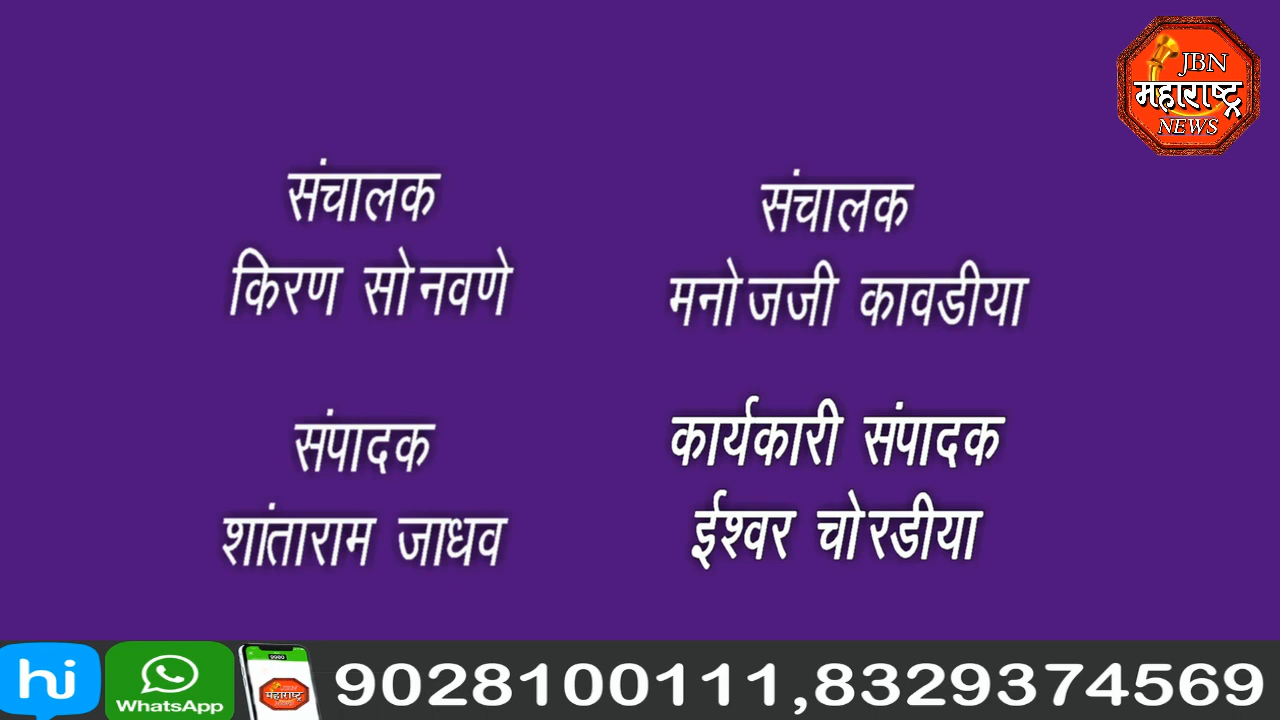 JBN
महाराष्ट्र
NEWS
संचालक
किरण सोनवणे
संचालक
मनोजजी कावडीया
संपादक
शांताराम जाधव
कार्यकारी संपादक
ईश्वर चोरडीया
hi
WhatsApp
महाराष्ट्र
9028100111,8329374569